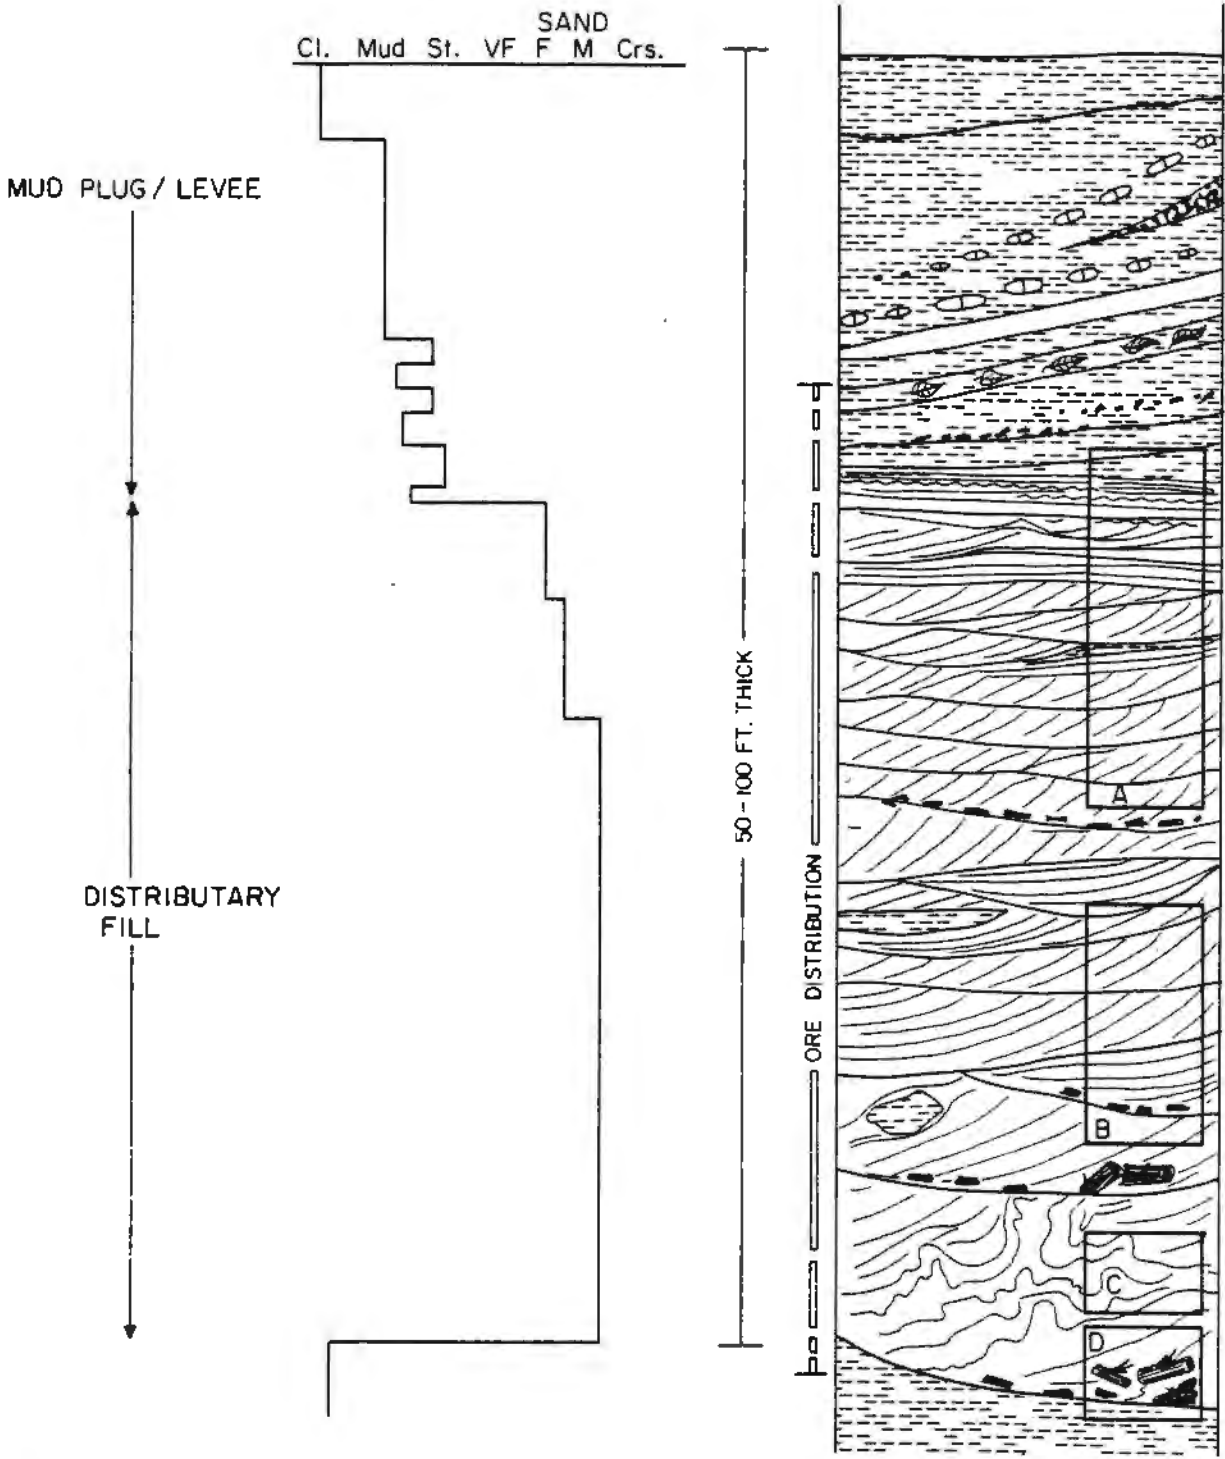 SAND
Cl. Mud St. VF F M Crs.
MUD PLUG / LEVEE
DISTRIBUTARY
FILL
50-100 FT. THICK
ORE DISTRIBUTION
A
B
C
D